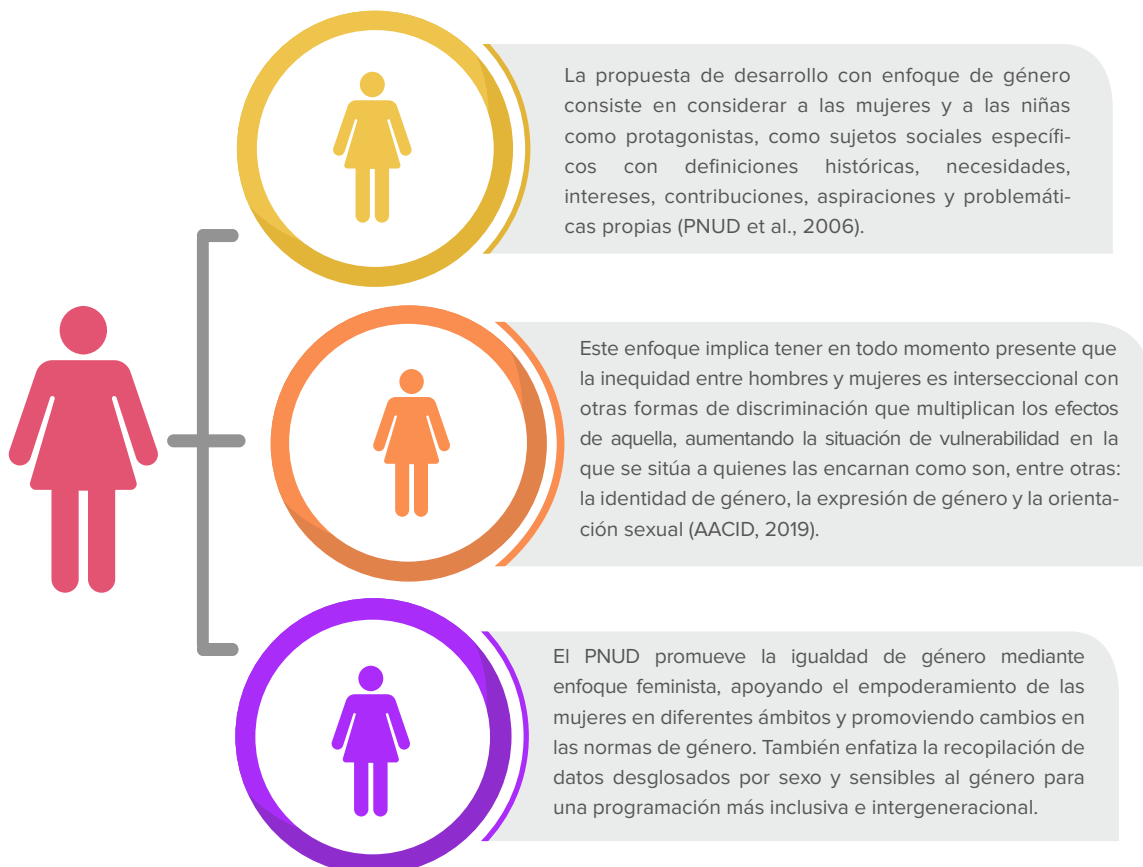 La propuesta de desarrollo con enfoque de género
consiste en considerar a las mujeres y a las niñas
como protagonistas, como sujetos sociales específi-
cos con definiciones históricas, necesidades,
intereses, contribuciones, aspiraciones y problemáti-
cas propias (PNUD et al., 2006).
Este enfoque implica tener en todo momento presente que
la inequidad entre hombres y mujeres es interseccional con
otras formas de discriminación que multiplican los efectos
de aquella, aumentando la situación de vulnerabilidad en la
que se sitúa a quienes las encarnan como son, entre otras:
la identidad de género, la expresión de género y la orienta-
ción sexual (AACID, 2019).
El PNUD promueve la igualdad de género mediante
enfoque feminista, apoyando el empoderamiento de las
mujeres en diferentes ámbitos y promoviendo cambios en
las normas de género. También enfatiza la recopilación de
datos desglosados por sexo y sensibles al género para
una programación más inclusiva e intergeneracional.